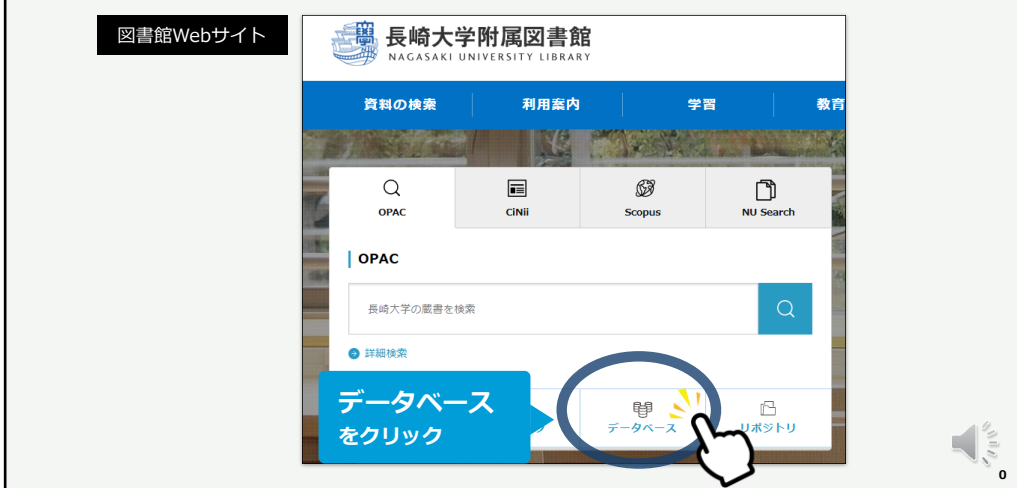 図書館Webサイト
長崎大学附属図書館
NAGASAKI UNIVERSITY LIBRARY
資料の検索 利用案内 学習 教育
OPAC CiNii Scopus NU Search
OPAC
長崎大学の蔵書を検索
詳細検索
データベース
をクリック
データベース リポジトリ
0